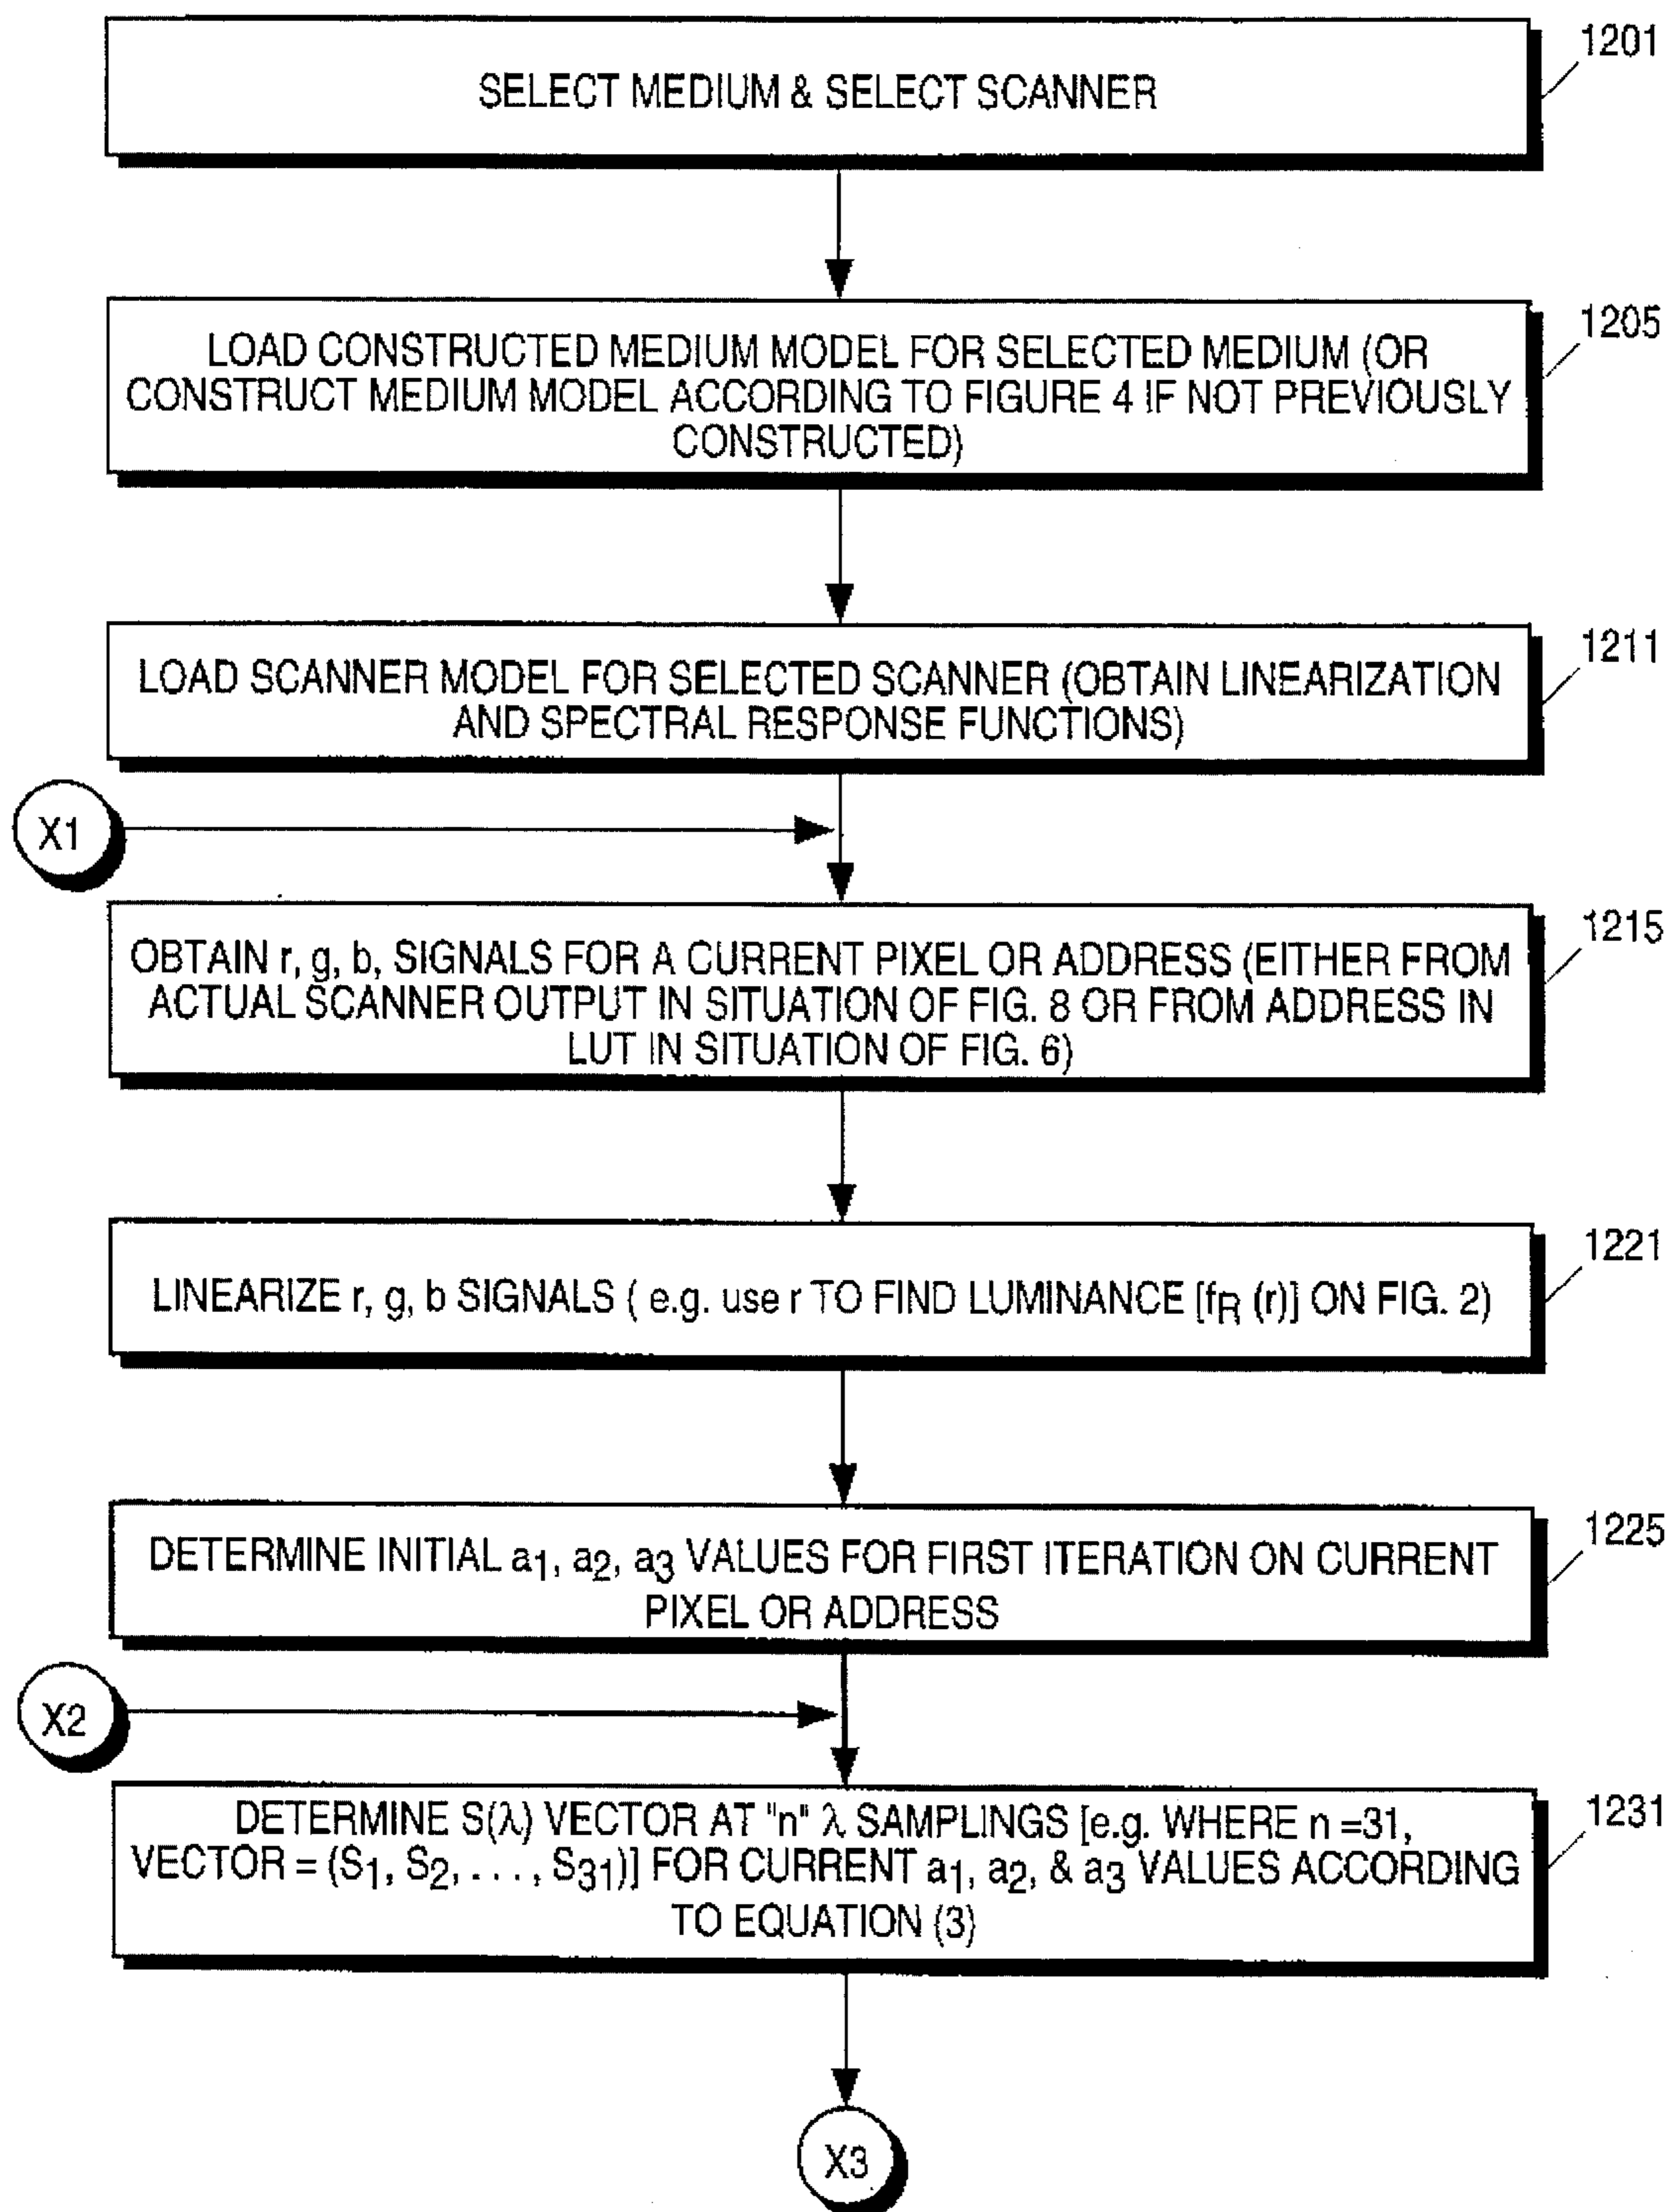 1201
SELECT MEDIUM & SELECT SCANNER
1205
LOAD CONSTRUCTED MEDIUM MODEL FOR SELECTED MEDIUM (OR
CONSTRUCT MEDIUM MODEL ACCORDING TO FIGURE 4 IF NOT PREVIOUSLY
CONSTRUCTED)
1211
LOAD SCANNER MODEL FOR SELECTED SCANNER (OBTAIN LINEARIZATION
AND SPECTRAL RESPONSE FUNCTIONS)
X1
1215
OBTAIN r, g, b, SIGNALS FOR A CURRENT PIXEL OR ADDRESS (EITHER FROM
ACTUAL SCANNER OUTPUT IN SITUATION OF FIG. 8 OR FROM ADDRESS IN
LUT IN SITUATION OF FIG. 6)
1221
LINEARIZE r, g, b SIGNALS ( e.g. use r TO FIND LUMINANCE [fR (r)] ON FIG. 2)
1225
DETERMINE INITIAL a1, a2, a3 VALUES FOR FIRST ITERATION ON CURRENT
PIXEL OR ADDRESS
X2
1231
DETERMINE S(λ) VECTOR AT "n" λ SAMPLINGS [e.g. WHERE n =31,
VECTOR = (S1, S2, . . . , S31)] FOR CURRENT a1, a2, & a3 VALUES ACCORDING
TO EQUATION (3)
X3